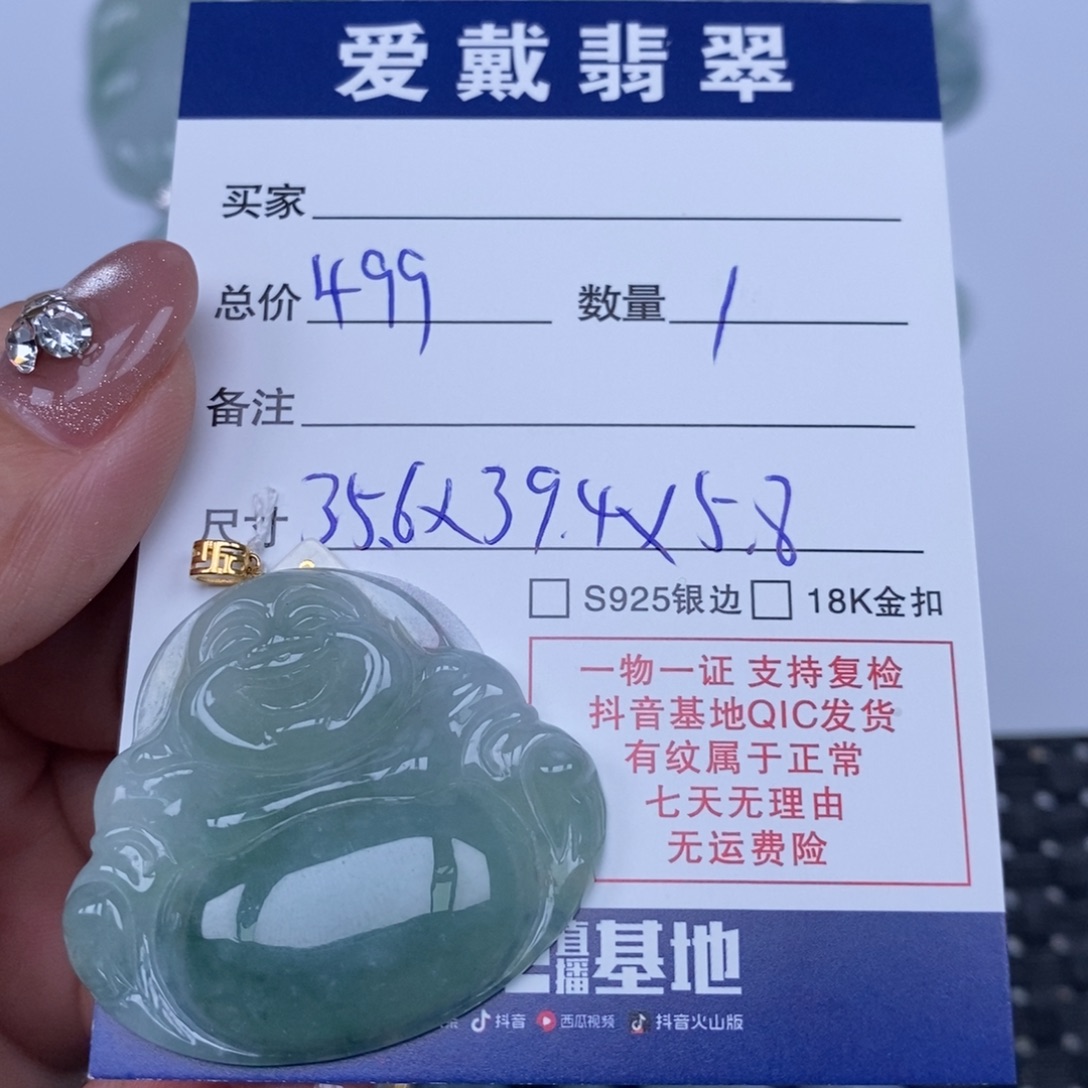 爱戴翡翠
买家
总价 499 数量 1
备注
尺寸 35.6x39.4x5.8
S925银边 18K金扣
一物一证 支持复检
抖音基地QIC发货
有纹属于正常
七天无理由
无运费险
直播基地
抖音 西瓜视频 抖音火山版